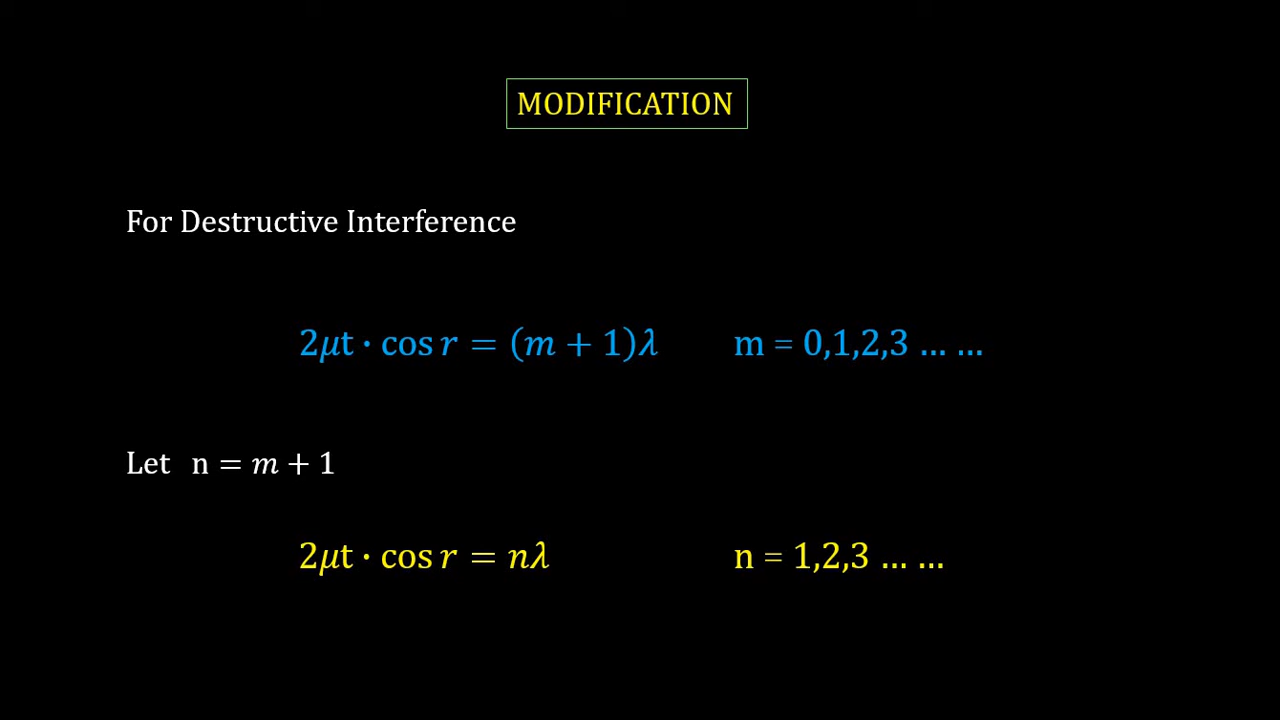 MODIFICATION
For Destructive Interference
2μt · cos r = (m + 1)λ m = 0,1,2,3 ... ...
Let n = m + 1
2μt · cos r = nλ n = 1,2,3 ... ...